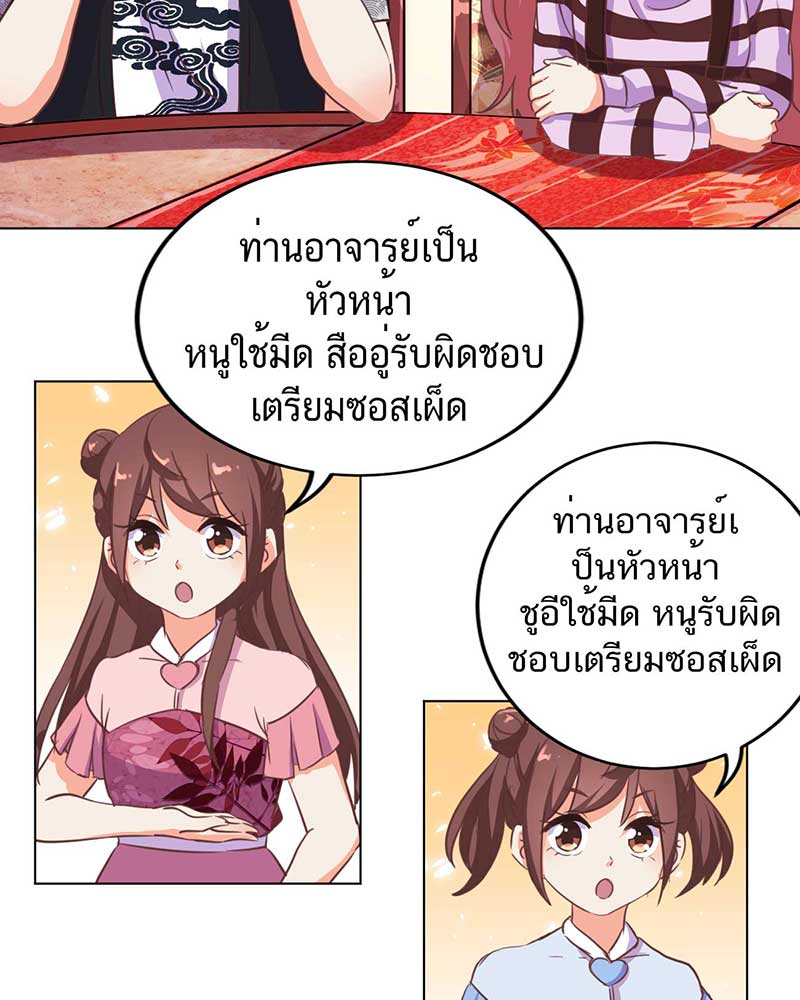 ท่านอาจารย์เป็น
หัวหน้า
หนูใช้มีด สืออู่รับผิดชอบ
เตรียมซอสเผ็ด
ท่านอาจารย์เ
ป็นหัวหน้า
ชูอีใช้มีด หนูรับผิด
ชอบเตรียมซอสเผ็ด